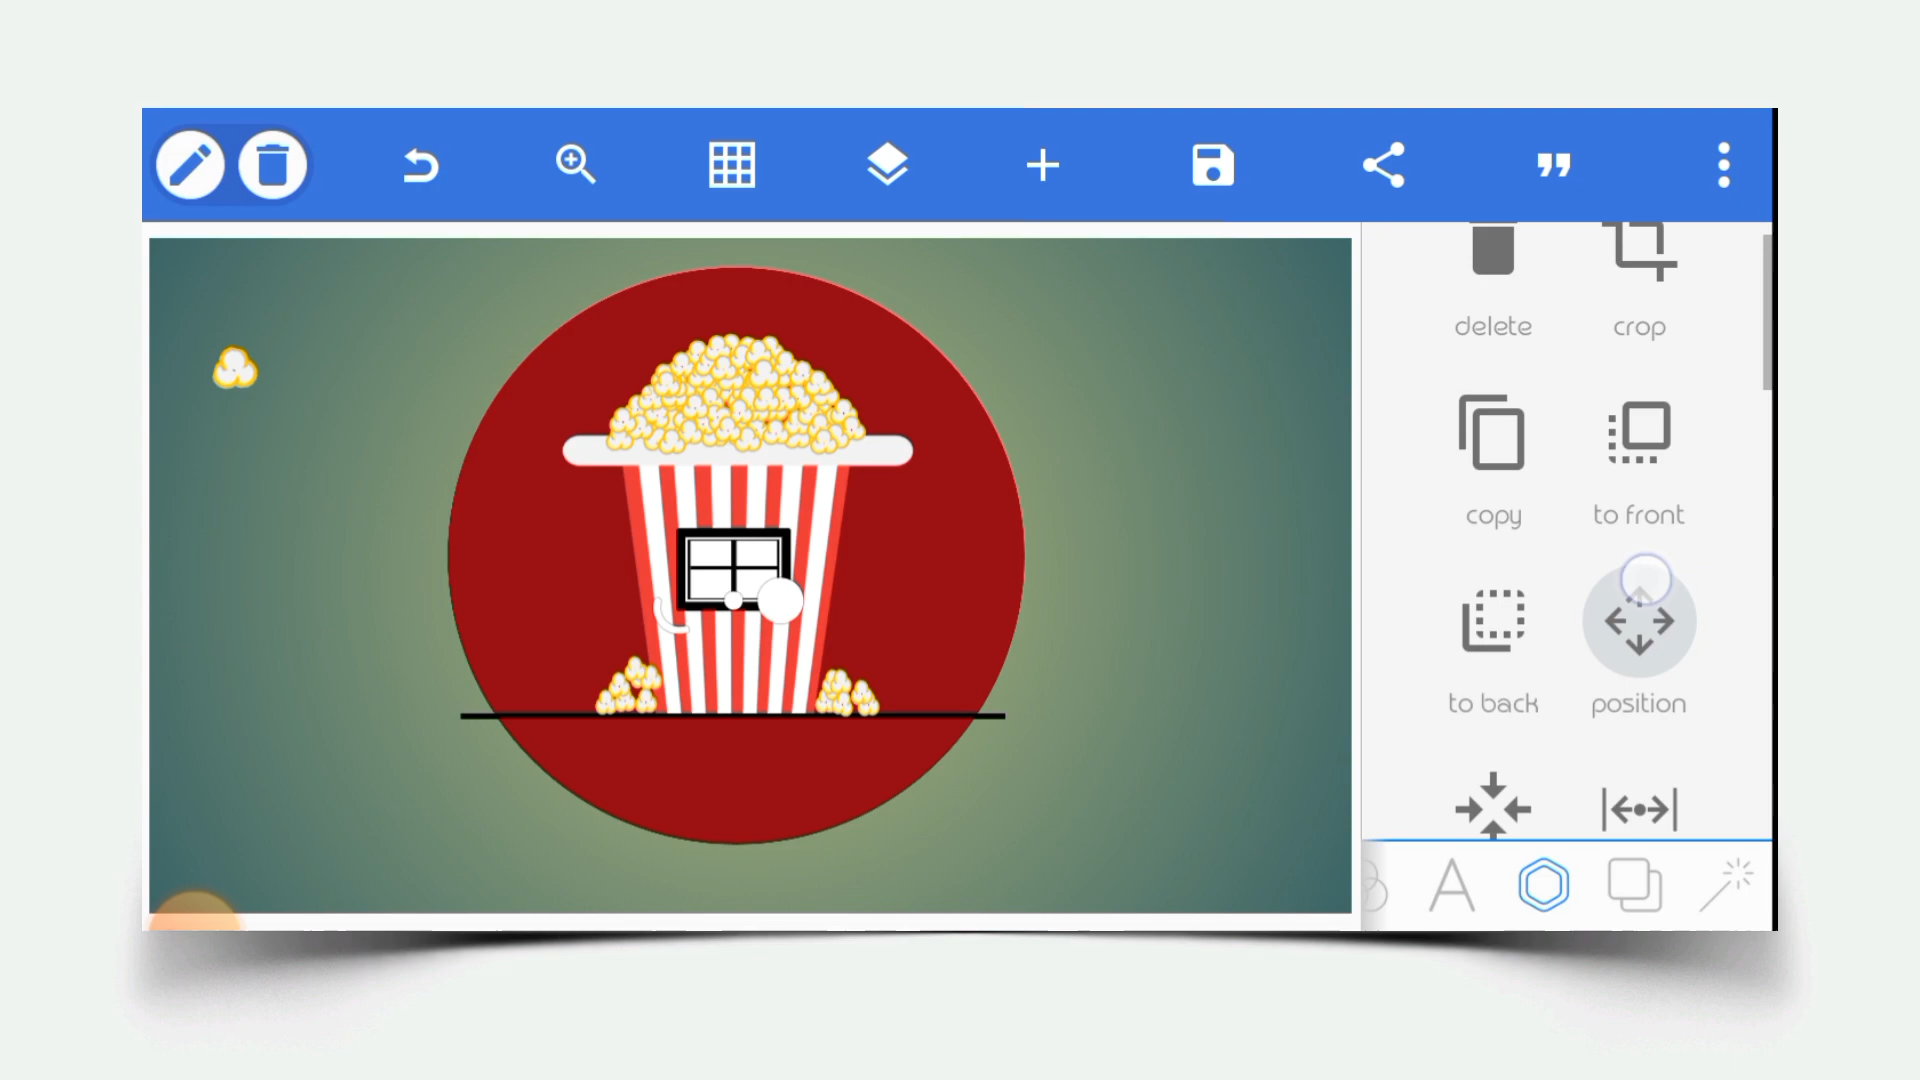 delete
crop
copy
to front
to back
position